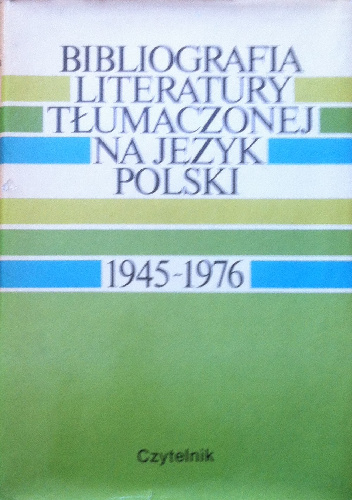 BIBLIOGRAFIA
LITERATURY
TŁUMACZONEJ
NA JĘZYK
POLSKI
1945-1976
Czytelnik